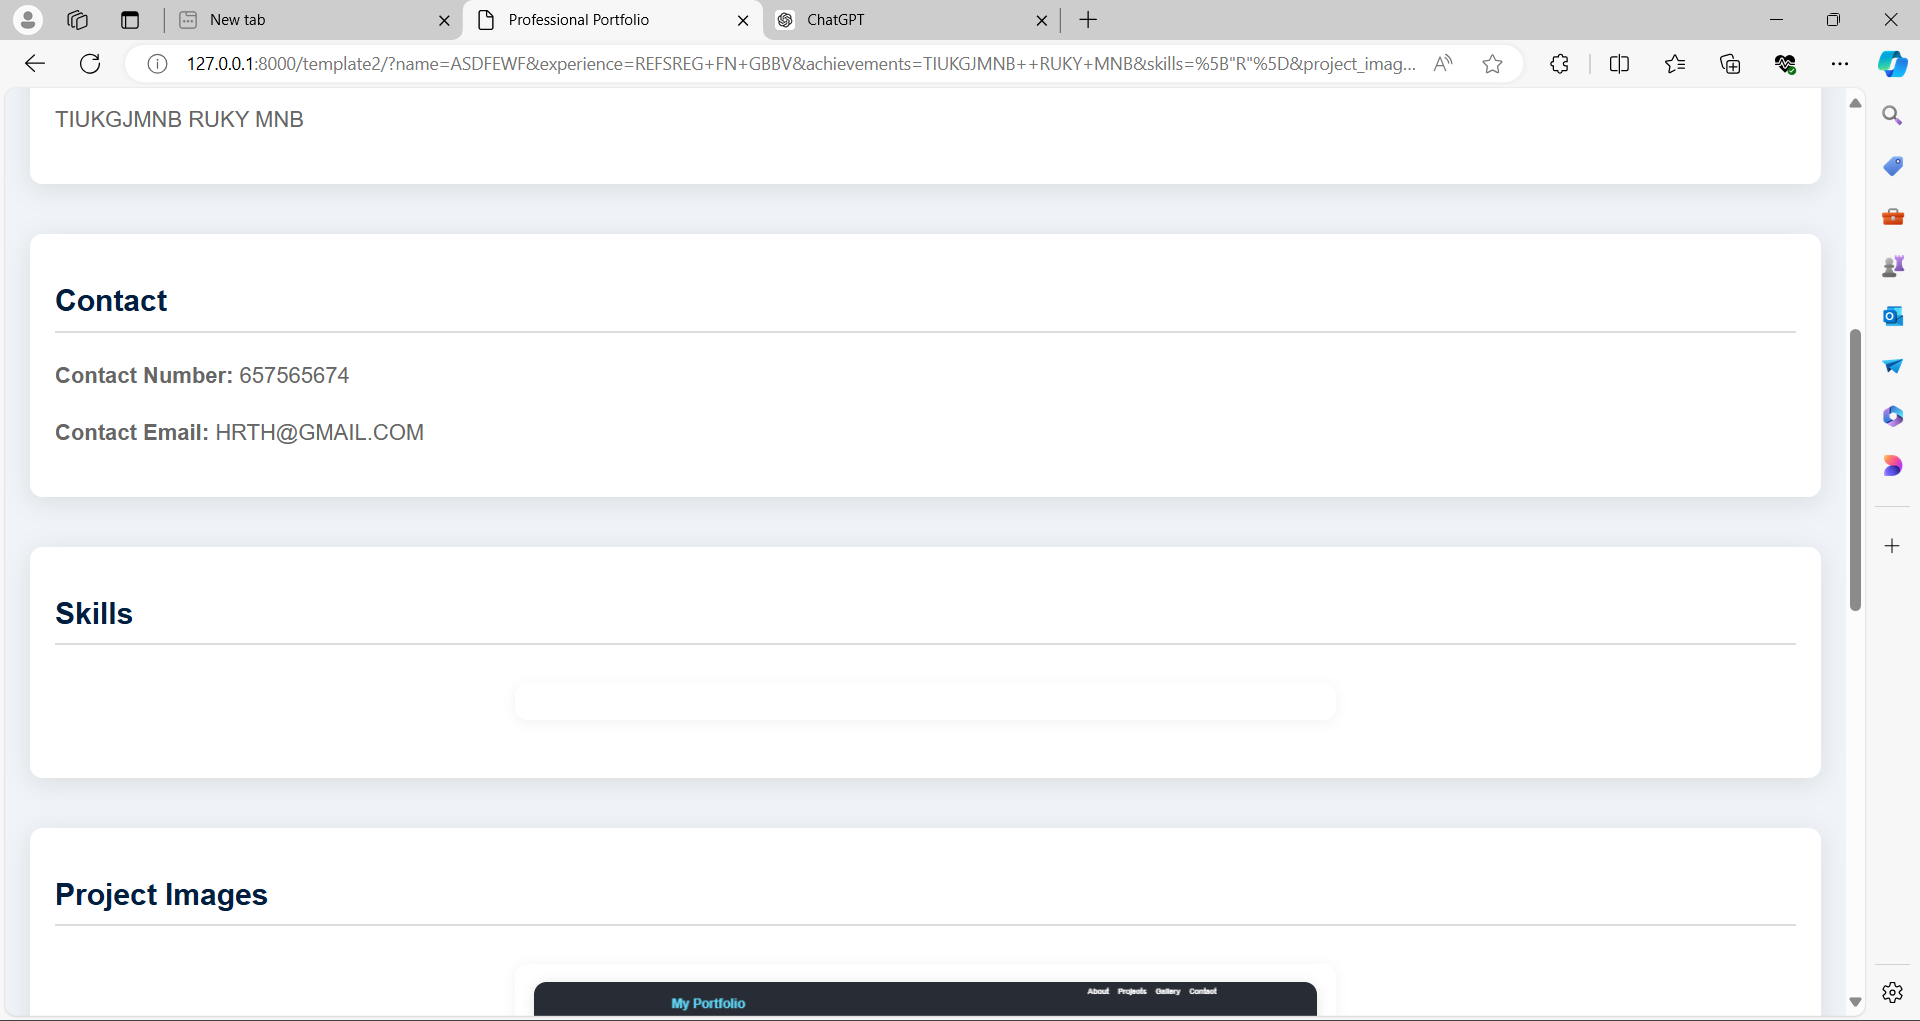 New tab
Professional Portfolio
ChatGPT
127.0.0.1:8000/template2/?name=ASDFEWF&experience=REFSREG+FN+GBBV&achievements=TIUKGJMNB++RUKY+MNB&skills=%5B"R"%5D&project_imag...
TIUKGJMNB RUKY MNB
Contact
Contact Number: 657565674
Contact Email: HRTH@GMAIL.COM
Skills
Project Images
About Projects Gallery Contact
My Portfolio